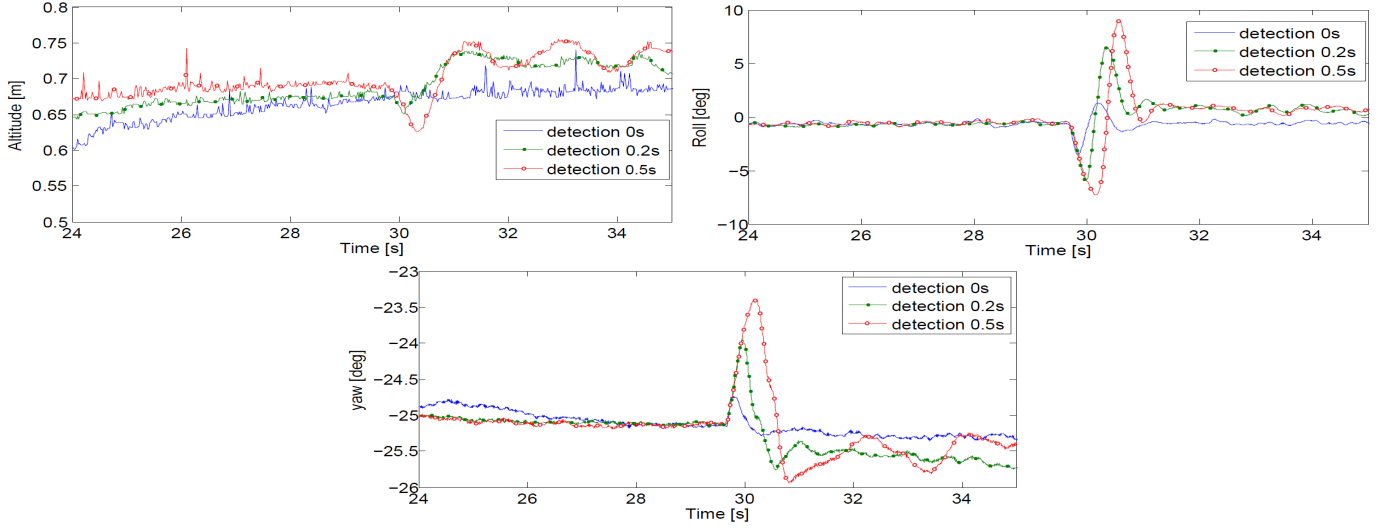 0.8
0.75
0.7
0.65
0.6
0.55
0.5
24 26 28 30 32 34
Altitude [m]
Time [s]
detection 0s
detection 0.2s
detection 0.5s
10
5
0
−5
−10
24 26 28 30 32 34
Roll [deg]
Time [s]
detection 0s
detection 0.2s
detection 0.5s
−23
−23.5
−24
−24.5
−25
−25.5
−26
24 26 28 30 32 34
yaw [deg]
Time [s]
detection 0s
detection 0.2s
detection 0.5s